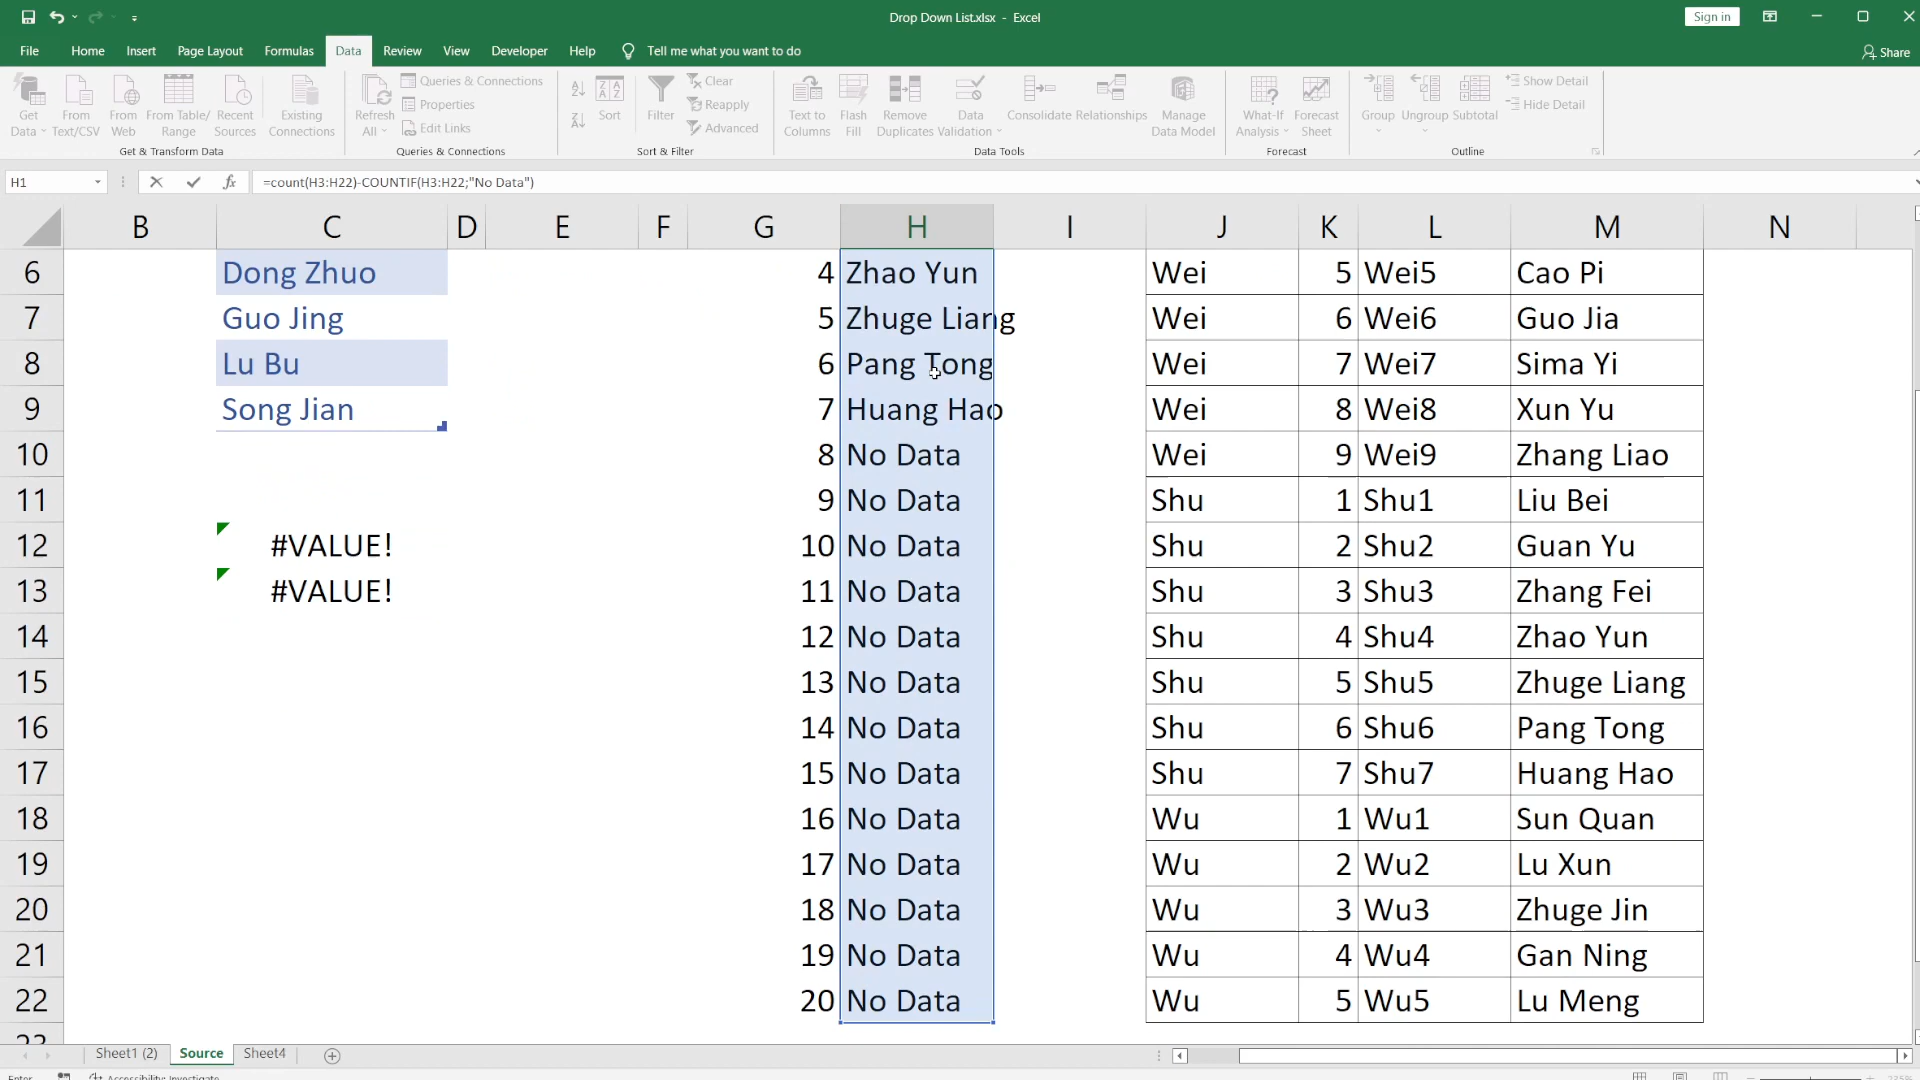 Drop Down List.xlsx - Excel
Sign in
File Home Insert Page Layout Formulas Data Review View Developer Help Tell me what you want to do
Share
Get Data
From Text/CSV
From Web
From Table/ Range
Recent Sources
Existing Connections
Get & Transform Data
Refresh All
Queries & Connections
Properties
Edit Links
Queries & Connections
Sort
Filter
Clear
Reapply
Advanced
Sort & Filter
Text to Columns
Flash Fill
Remove Duplicates
Data Validation
Consolidate
Relationships
Manage Data Model
Data Tools
What-If Analysis
Forecast Sheet
Forecast
Group
Ungroup
Subtotal
Show Detail
Hide Detail
Outline
H1 fx =count(H3:H22)-COUNTIF(H3:H22;"No Data")
B C D E F G H I J K L M N
6 Dong Zhuo 4 Zhao Yun Wei 5 Wei5 Cao Pi
7 Guo Jing 5 Zhuge Liang Wei 6 Wei6 Guo Jia
8 Lu Bu 6 Pang Tong Wei 7 Wei7 Sima Yi
9 Song Jian 7 Huang Hao Wei 8 Wei8 Xun Yu
10 8 No Data Wei 9 Wei9 Zhang Liao
11 9 No Data Shu 1 Shu1 Liu Bei
12 #VALUE! 10 No Data Shu 2 Shu2 Guan Yu
13 #VALUE! 11 No Data Shu 3 Shu3 Zhang Fei
14 12 No Data Shu 4 Shu4 Zhao Yun
15 13 No Data Shu 5 Shu5 Zhuge Liang
16 14 No Data Shu 6 Shu6 Pang Tong
17 15 No Data Shu 7 Shu7 Huang Hao
18 16 No Data Wu 1 Wu1 Sun Quan
19 17 No Data Wu 2 Wu2 Lu Xun
20 18 No Data Wu 3 Wu3 Zhuge Jin
21 19 No Data Wu 4 Wu4 Gan Ning
22 20 No Data Wu 5 Wu5 Lu Meng
Sheet1 (2) Source Sheet4
Enter Accessibility: Investigate